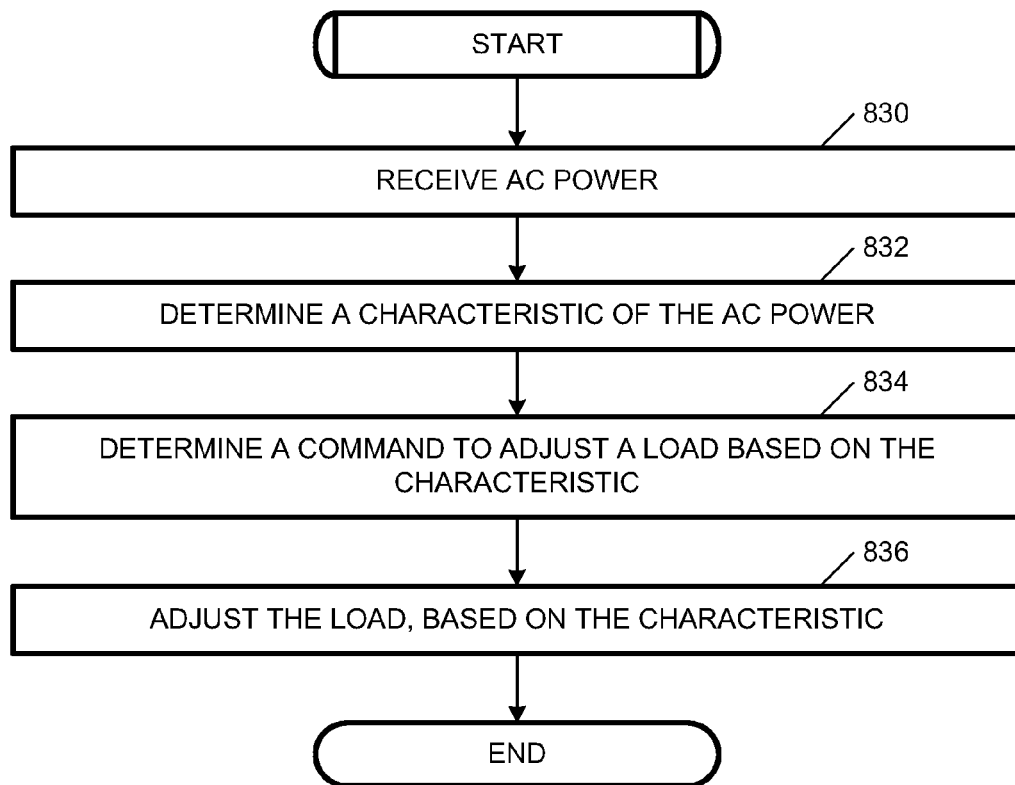 START
830
RECEIVE AC POWER
832
DETERMINE A CHARACTERISTIC OF THE AC POWER
834
DETERMINE A COMMAND TO ADJUST A LOAD BASED ON THE
CHARACTERISTIC
836
ADJUST THE LOAD, BASED ON THE CHARACTERISTIC
END